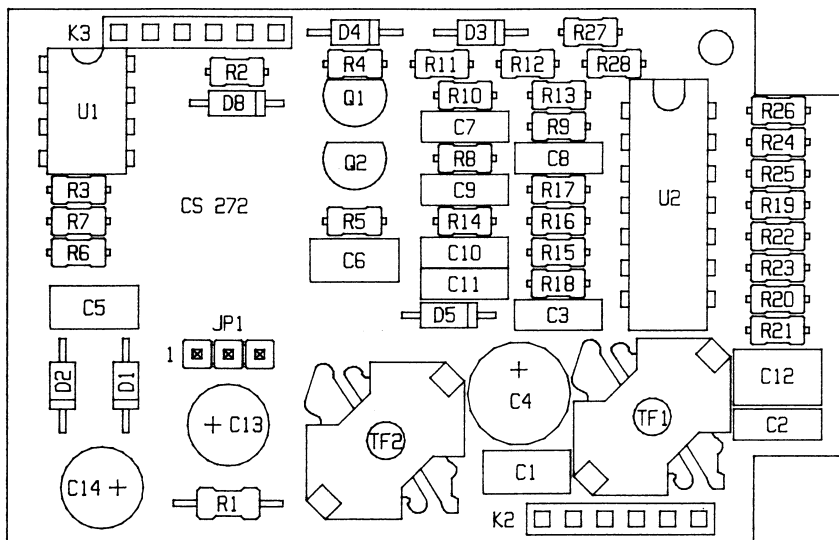 K3
D4
D3
R27
R2
R4
R11
R12
R28
U1
D8
Q1
R10
R13
R26
C7
R9
R24
Q2
R8
C8
R25
R3
CS 272
C9
R17
U2
R19
R7
R5
R14
R16
R22
R6
C6
C10
R15
R23
C11
R18
R20
C5
JP1
D5
C3
R21
1
D2
D1
C12
C4
C13
TF2
TF1
C2
C14
C1
R1
K2